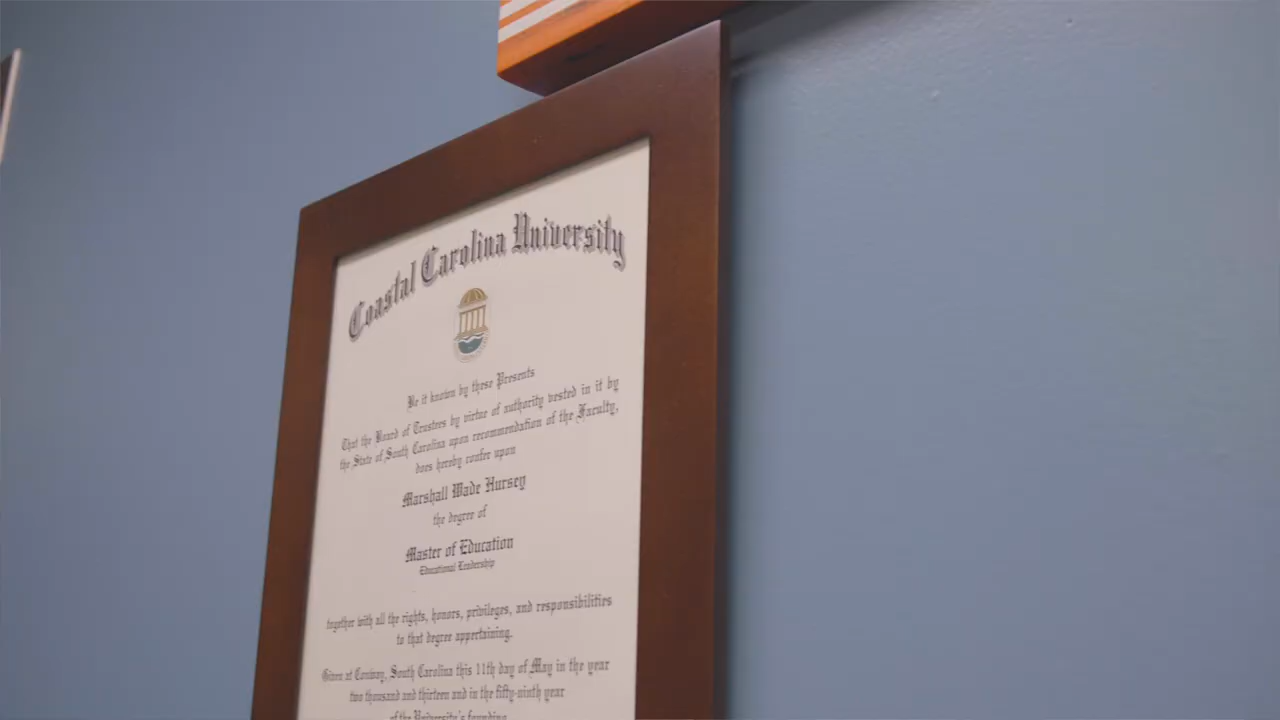 Coastal Carolina University
Be it known by these Presents
That the Board of Trustees by virtue of authority vested in it by
the State of South Carolina upon recommendation of the Faculty,
does hereby confer upon
Marshall Wade Hursey
the degree of
Master of Education
Educational Leadership
together with all the rights, honors, privileges, and responsibilities
to that degree appertaining.
Given at Conway, South Carolina this 11th day of May in the year
two thousand and thirteen and in the fifty-ninth year
of the University's founding